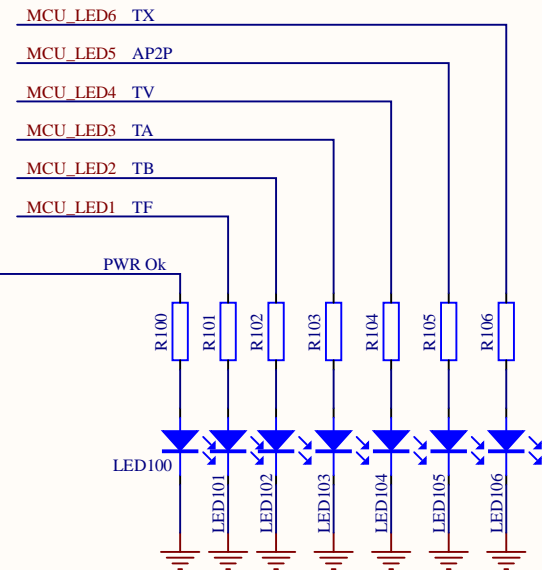 MCU_LED6 TX
MCU_LED5 AP2P
MCU_LED4 TV
MCU_LED3 TA
MCU_LED2 TB
MCU_LED1 TF
PWR Ok
R100
R101
R102
R103
R104
R105
R106
LED100
LED101
LED102
LED103
LED104
LED105
LED106